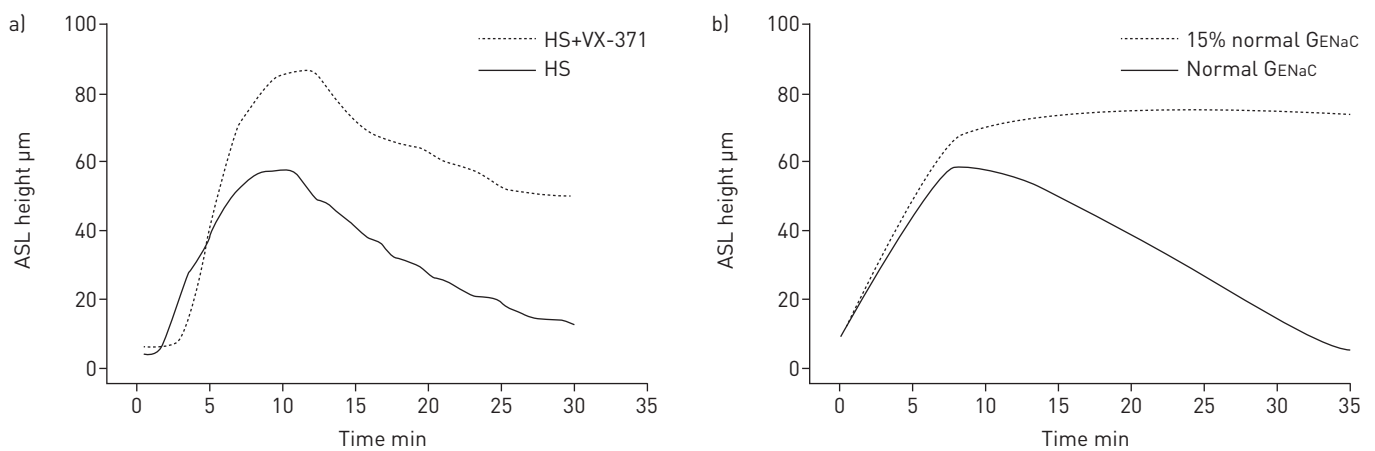 a)
100
80
60
40
20
0
ASL height µm
HS+VX-371
HS
0 5 10 15 20 25 30 35
Time min
b)
100
80
60
40
20
0
ASL height µm
15% normal GENaC
Normal GENaC
0 5 10 15 20 25 30 35
Time min